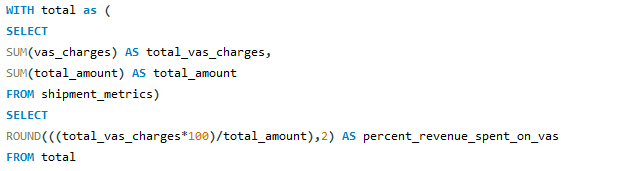 WITH total as (
SELECT
SUM(vas_charges) AS total_vas_charges,
SUM(total_amount) AS total_amount
FROM shipment_metrics)
SELECT
ROUND(((total_vas_charges*100)/total_amount),2) AS percent_revenue_spent_on_vas
FROM total